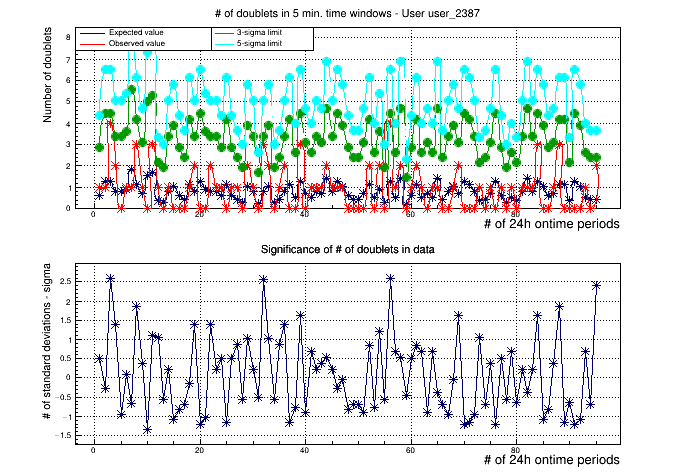 # of doublets in 5 min. time windows - User user_2387
Number of doublets
Expected value
Observed value
3-sigma limit
5-sigma limit
8
7
6
5
4
3
2
1
0
0 20 40 60 80
# of 24h ontime periods
Significance of # of doublets in data
# of standard deviations - sigma
2.5
2
1.5
1
0.5
0
-0.5
-1
-1.5
0 20 40 60 80
# of 24h ontime periods